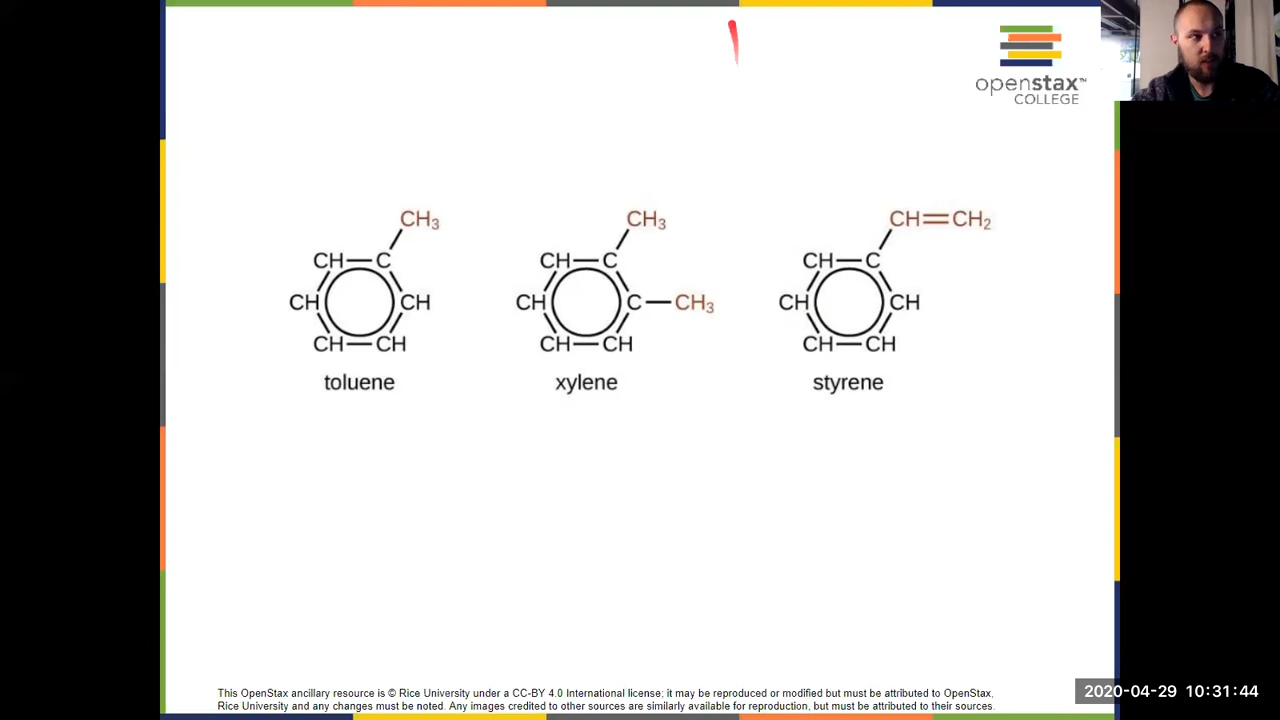 openstax™
COLLEGE
CH₃ CH₃ CH=CH₂
CH—C CH—C CH—C
CH CH CH C—CH₃ CH CH
CH—CH CH—CH CH—CH
toluene xylene styrene
This OpenStax ancillary resource is © Rice University under a CC-BY 4.0 International license; it may be reproduced or modified but must be attributed to OpenStax,
Rice University and any changes must be noted. Any images credited to other sources are similarly available for reproduction, but must be attributed to their sources.
2020-04-29 10:31:44